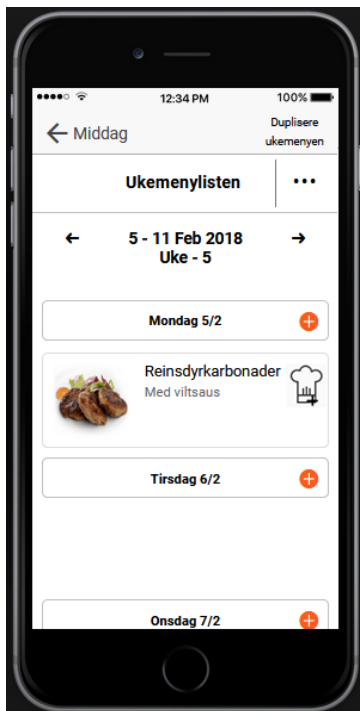 12:34 PM
100%
Middag
Duplisere
ukemenyen
Ukemenylisten
5 - 11 Feb 2018
Uke - 5
Mondag 5/2
Reinsdyrkarbonader
Med viltsaus
Tirsdag 6/2
Onsdag 7/2